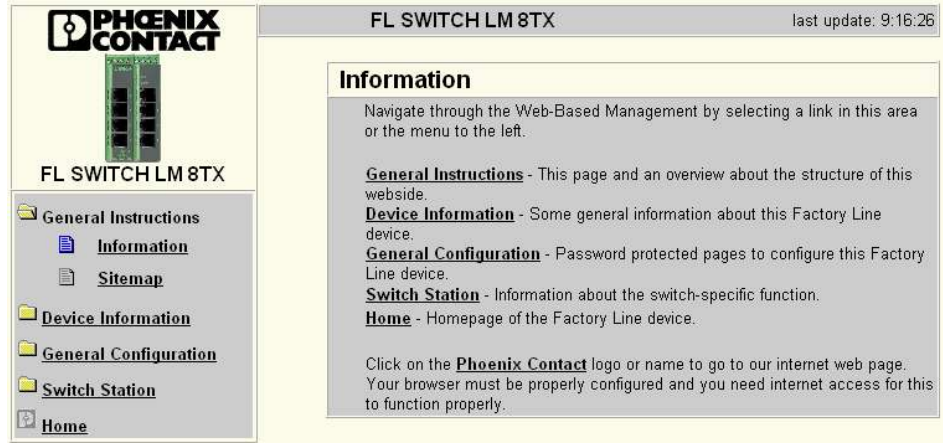 PHŒNIX
CONTACT
FL SWITCH LM 8TX
General Instructions
Information
Sitemap
Device Information
General Configuration
Switch Station
Home
FL SWITCH LM 8TX
last update: 9:16:26
Information
Navigate through the Web-Based Management by selecting a link in this area
or the menu to the left.
General Instructions - This page and an overview about the structure of this
webside.
Device Information - Some general information about this Factory Line
device.
General Configuration - Password protected pages to configure this Factory
Line device.
Switch Station - Information about the switch-specific function.
Home - Homepage of the Factory Line device.
Click on the Phoenix Contact logo or name to go to our internet web page.
Your browser must be properly configured and you need internet access for this
to function properly.